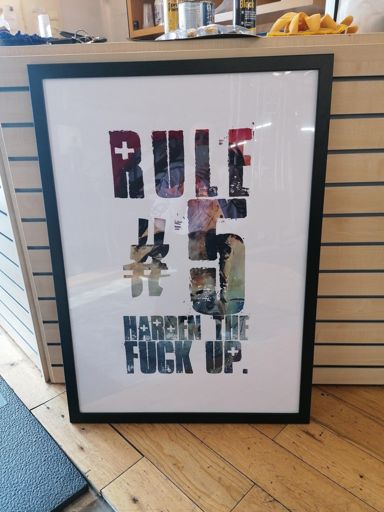 RULE
#5
HARDEN THE
FUCK UP.